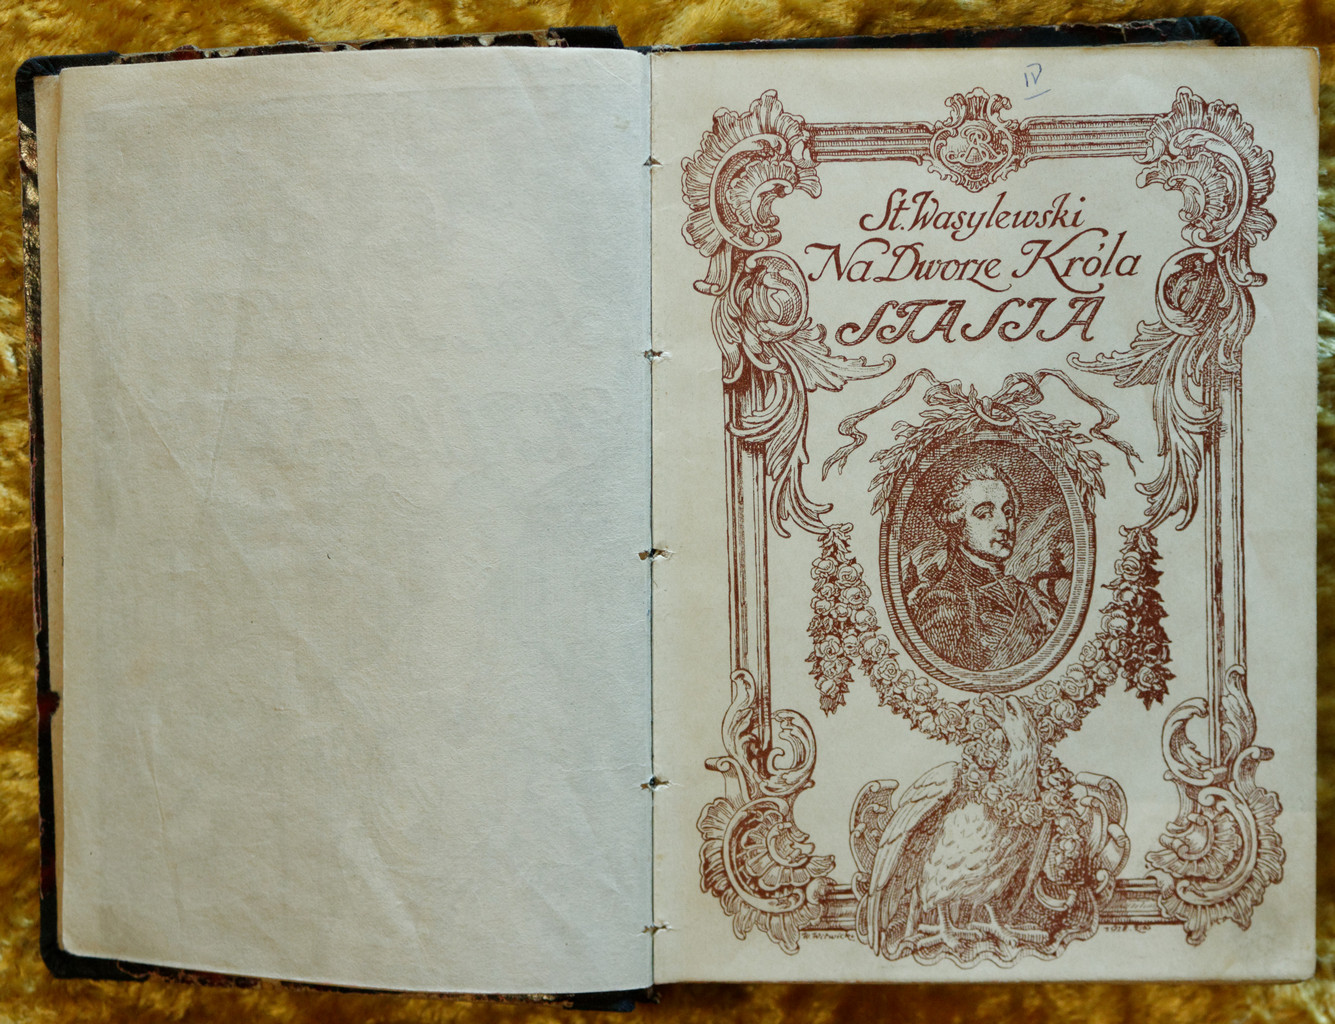 IV
St. Wasylewski
Na Dworze Króla
STASIA